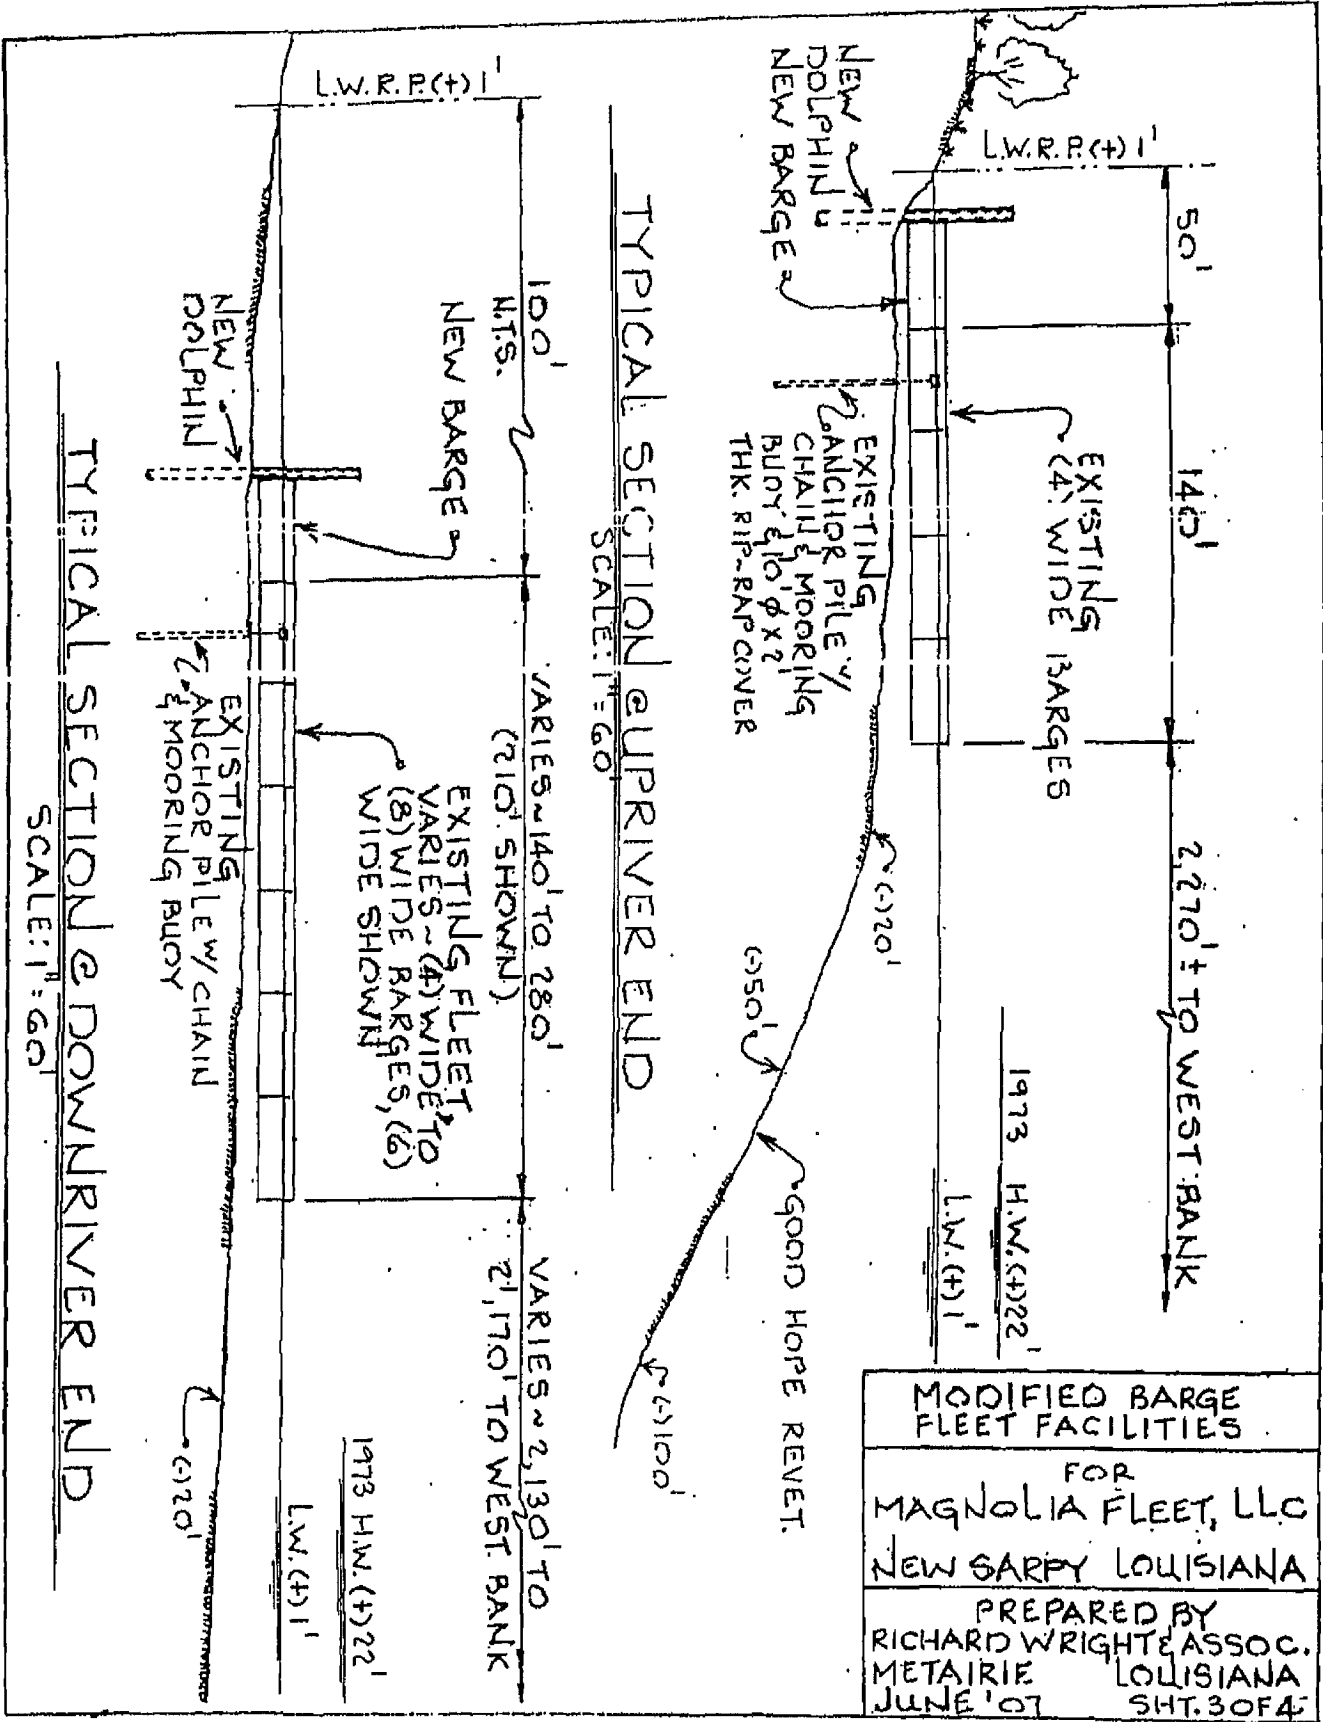 L.W.R.P.(+) 1'
50'
140'
2,270'± TO WEST BANK
NEW
DOLPHIN
NEW BARGE
EXISTING
(4) WIDE BARGES
1973 H.W.(+)22'
L.W.(+)1'
EXISTING
ANCHOR PILE W/
CHAIN & MOORING
BUOY & 10' Ø X 2'
THK. RIP-RAP COVER
(-)20'
(-)50'
GOOD HOPE REVET.
(-)100'
TYPICAL SECTION @ UPRIVER END
SCALE: 1"=60'
L.W.R.P.(+) 1'
100'
N.T.S.
VARIES~140' TO 280'
(210' SHOWN)
VARIES~2,130' TO
2,170' TO WEST BANK
NEW BARGE
EXISTING FLEET
VARIES~(4) WIDE TO
(8) WIDE BARGES, (6)
WIDE SHOWN
1973 H.W.(+)22'
L.W.(+)1'
NEW
DOLPHIN
EXISTING
ANCHOR PILE W/ CHAIN
& MOORING BUOY
(-)20'
TYPICAL SECTION @ DOWNRIVER END
SCALE: 1"=60'
MODIFIED BARGE
FLEET FACILITIES
FOR
MAGNOLIA FLEET, LLC
NEW SARPY LOUISIANA
PREPARED BY
RICHARD WRIGHT & ASSOC.
METAIRIE LOUISIANA
JUNE '07 SHT. 3 OF 4